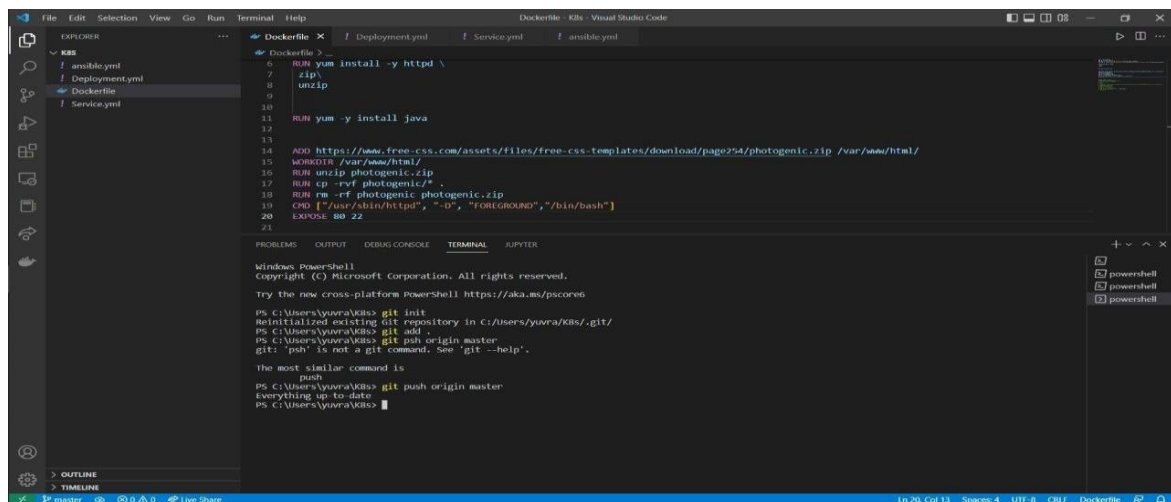 File Edit Selection View Go Run Terminal Help
Dockerfile - K8s - Visual Studio Code
EXPLORER
K8S
ansible.yml
Deployment.yml
Dockerfile
Service.yml
Dockerfile Deployment.yml Service.yml ansible.yml
Dockerfile > ...
6 RUN yum install -y httpd \
7 zip\
8 unzip
9
10
11 RUN yum -y install java
12
13
14 ADD https://www.free-css.com/assets/files/free-css-templates/download/page254/photogenic.zip /var/www/html/
15 WORKDIR /var/www/html/
16 RUN unzip photogenic.zip
17 RUN cp -rvf photogenic/* .
18 RUN rm -rf photogenic photogenic.zip
19 CMD ["/usr/sbin/httpd", "-D", "FOREGROUND","/bin/bash"]
20 EXPOSE 80 22
21
PROBLEMS OUTPUT DEBUG CONSOLE TERMINAL JUPYTER
Windows PowerShell
Copyright (C) Microsoft Corporation. All rights reserved.
Try the new cross-platform PowerShell https://aka.ms/pscore6
PS C:\Users\yuvra\K8s> git init
Reinitialized existing Git repository in C:/Users/yuvra/K8s/.git/
PS C:\Users\yuvra\K8s> git add .
PS C:\Users\yuvra\K8s> git psh origin master
git: 'psh' is not a git command. See 'git --help'.
The most similar command is
push
PS C:\Users\yuvra\K8s> git push origin master
Everything up-to-date
PS C:\Users\yuvra\K8s>
powershell
powershell
powershell
OUTLINE
TIMELINE
master 0 0 Live Share
Ln 20, Col 13 Spaces: 4 UTF-8 CRLF Dockerfile